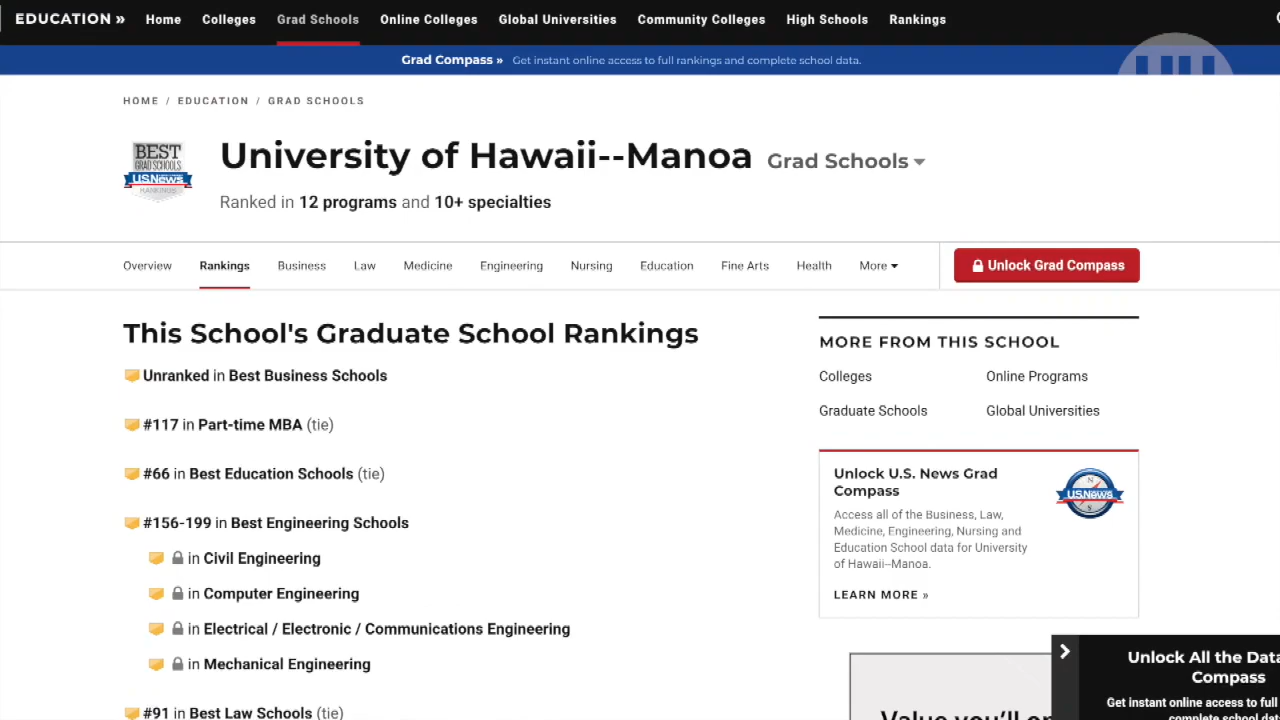 EDUCATION »
Home
Colleges
Grad Schools
Online Colleges
Global Universities
Community Colleges
High Schools
Rankings
Grad Compass » Get instant online access to full rankings and complete school data.
HOME / EDUCATION / GRAD SCHOOLS
BEST
GRAD SCHOOLS
U.S.News
RANKINGS
University of Hawaii--Manoa
Grad Schools
Ranked in 12 programs and 10+ specialties
Overview
Rankings
Business
Law
Medicine
Engineering
Nursing
Education
Fine Arts
Health
More
Unlock Grad Compass
This School's Graduate School Rankings
Unranked in Best Business Schools
#117 in Part-time MBA (tie)
#66 in Best Education Schools (tie)
#156-199 in Best Engineering Schools
in Civil Engineering
in Computer Engineering
in Electrical / Electronic / Communications Engineering
in Mechanical Engineering
#91 in Best Law Schools (tie)
MORE FROM THIS SCHOOL
Colleges
Online Programs
Graduate Schools
Global Universities
Unlock U.S. News Grad
Compass
Access all of the Business, Law,
Medicine, Engineering, Nursing and
Education School data for University
of Hawaii--Manoa.
LEARN MORE »
N
U.S.News
S
Value you'll
Unlock All the Data
Compass
Get instant online access to full
complete school